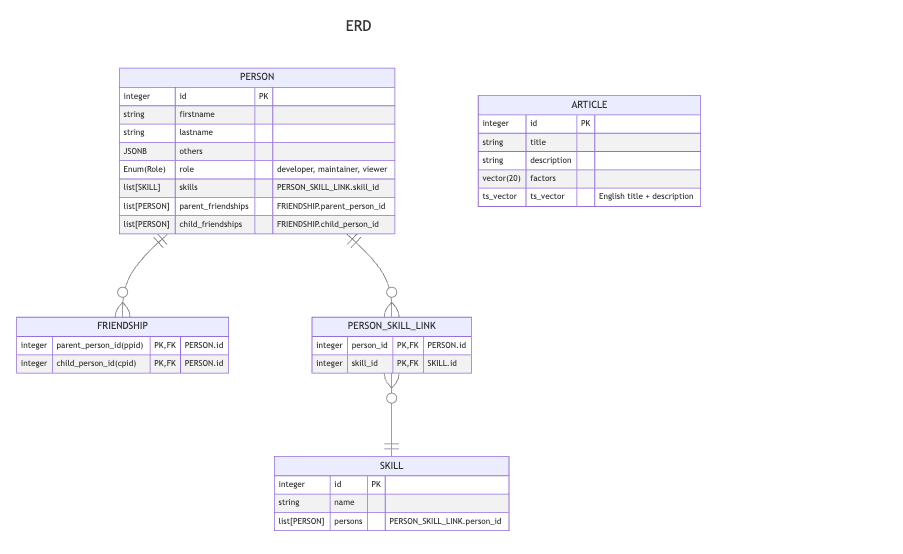 ERD
PERSON
integer id PK
string firstname
string lastname
JSONB others
Enum(Role) role developer, maintainer, viewer
list[SKILL] skills PERSON_SKILL_LINK.skill_id
list[PERSON] parent_friendships FRIENDSHIP.parent_person_id
list[PERSON] child_friendships FRIENDSHIP.child_person_id
ARTICLE
integer id PK
string title
string description
vector(20) factors
ts_vector ts_vector English title + description
FRIENDSHIP
integer parent_person_id(ppid) PK,FK PERSON.id
integer child_person_id(cpid) PK,FK PERSON.id
PERSON_SKILL_LINK
integer person_id PK,FK PERSON.id
integer skill_id PK,FK SKILL.id
SKILL
integer id PK
string name
list[PERSON] persons PERSON_SKILL_LINK.person_id